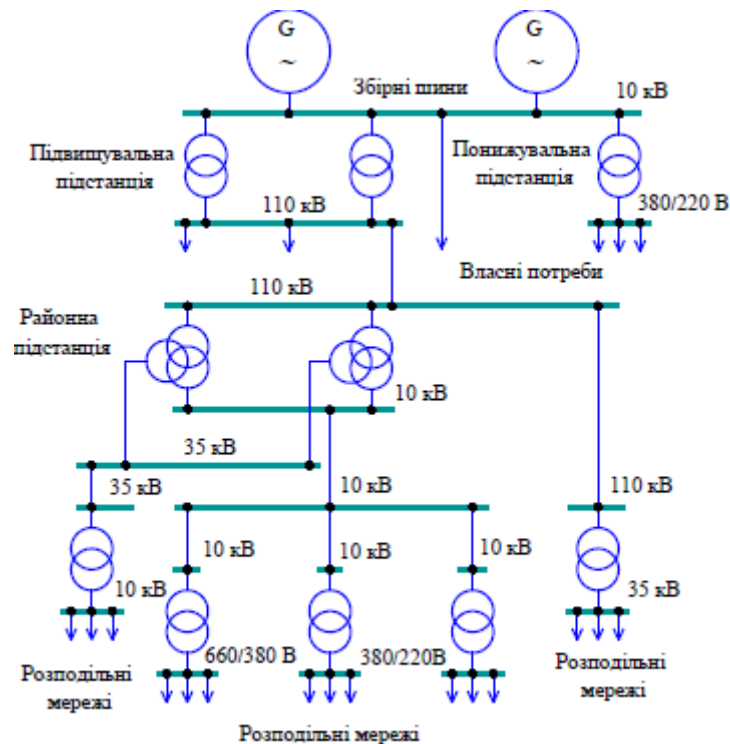 G
~
G
~
Збірні шини
10 кВ
Підвищувальна
підстанція
Понижувальна
підстанція
110 кВ
380/220 В
Власні потреби
110 кВ
Районна
підстанція
10 кВ
35 кВ
35 кВ
10 кВ
110 кВ
10 кВ
10 кВ
10 кВ
10 кВ
35 кВ
660/380 В
380/220В
Розподільні
мережі
Розподільні
мережі
Розподільні мережі